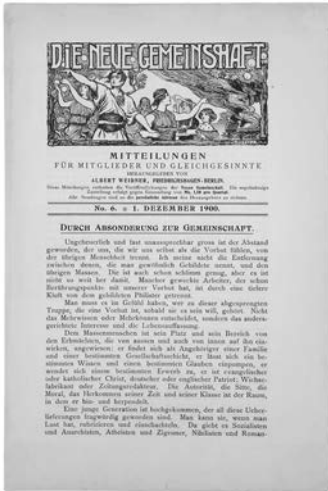 DIE NEUE GEMEINSCHAFT
MITTEILUNGEN
FÜR MITGLIEDER UND GLEICHGESINNTE
HERAUSGEGEBEN VON
ALBERT WEIDNER, FRIEDRICHSHAGEN-BERLIN.
No. 6. 1. DEZEMBER 1900.
DURCH ABSONDERUNG ZUR GEMEINSCHAFT.
Ungeheuerlich und fast unaussprechbar gross ist der Abstand
geworden, der uns, die wir uns selbst als die Vorhut fühlen, von
der übrigen Menschheit trennt. Ich meine nicht die Entfernung
zwischen denen, die man gewöhnlich Gebildete nennt, und den
übrigen Massen. Die ist auch schon schlimm genug, aber es ist
nicht so weit her damit. Mancher geweckte Arbeiter, der schon
Berührungspunkte mit unserer Vorhut hat, ist durch eine tiefere
Kluft von dem gebildeten Philister getrennt.
Man muss es im Gefühl haben, wer zu dieser abgesprengten
Truppe, die eine Vorhut ist, sobald sie es sein will, gehört. Nicht
das Mehrwissen oder Mehrkönnen entscheidet, sondern das anders-
gerichtete Interesse und die Lebensauffassung.
Dem Massenmenschen ist sein Platz und sein Bereich von
den Erbmächten, die von aussen und auch von innen auf ihn ein-
wirken, angewiesen; er findet sich als Angehöriger einer Familie
und einer bestimmten Gesellschaftsschicht, er lässt sich ein be-
stimmtes Wissen und einen bestimmten Glauben einpumpen, er
wendet sich einem bestimmten Erwerb zu, er ist evangelischer
oder katholischer Christ, deutscher oder englischer Patriot; Wichse-
fabrikant oder Zeitungsredakteur. Die Autorität, die Sitte, die
Moral, das Herkommen seiner Zeit und seiner Klasse ist der Raum,
in dem er hin- und herpendelt.
Eine junge Generation ist hochgekommen, der all diese Ueber-
lieferungen fragwürdig geworden sind. Man kann sie, wenn man
Lust hat, rubrizieren und einschachteln. Da giebt es Sozialisten
und Anarchisten, Atheisten und Zigeuner, Nihilisten und Roman-